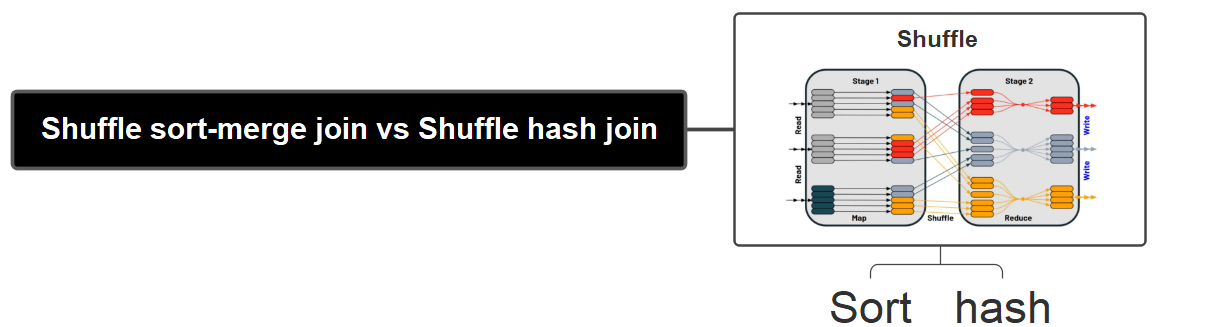 Shuffle sort-merge join vs Shuffle hash join
Shuffle
Stage 1
Stage 2
Read
Read
Write
Write
Map
Shuffle
Reduce
Sort
hash